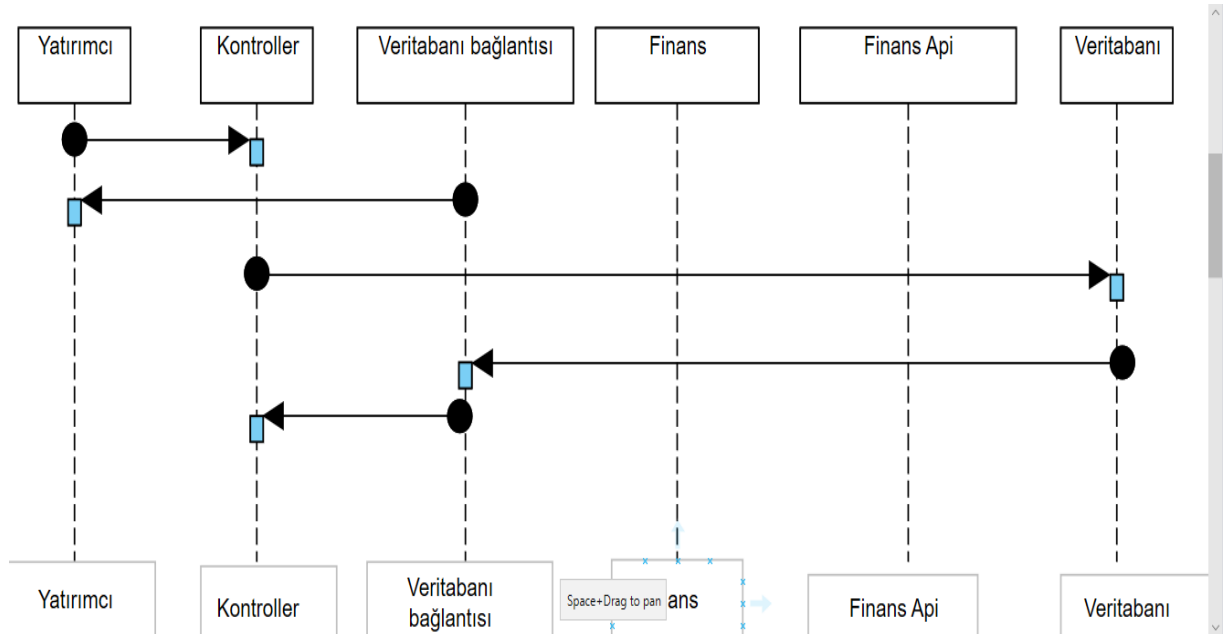 Yatırımcı
Kontroller
Veritabanı bağlantısı
Finans
Finans Api
Veritabanı
Yatırımcı
Kontroller
Veritabanı
bağlantısı
Space+Drag to pan
ans
Finans Api
Veritabanı